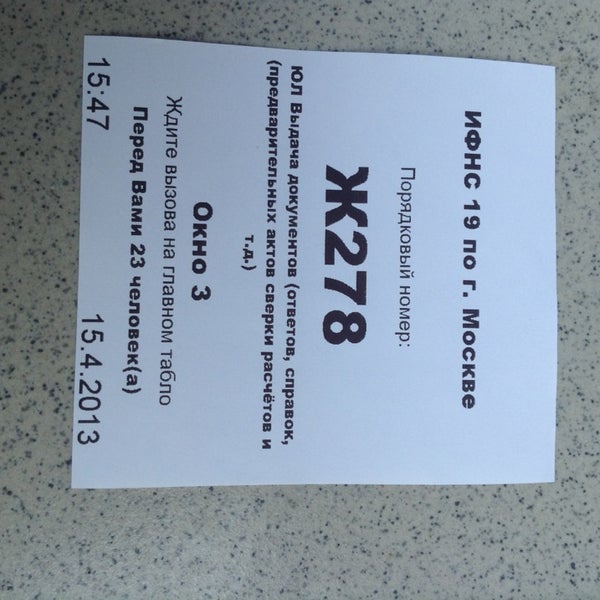 ИФНС 19 по г. Москве
Порядковый номер:
Ж278
ЮЛ Выдача документов (ответов, справок,
(предварительных актов сверки расчётов и
т.д.)
Окно 3
Ждите вызова на главном табло
Перед Вами 23 человек(а)
15:47 15.4.2013